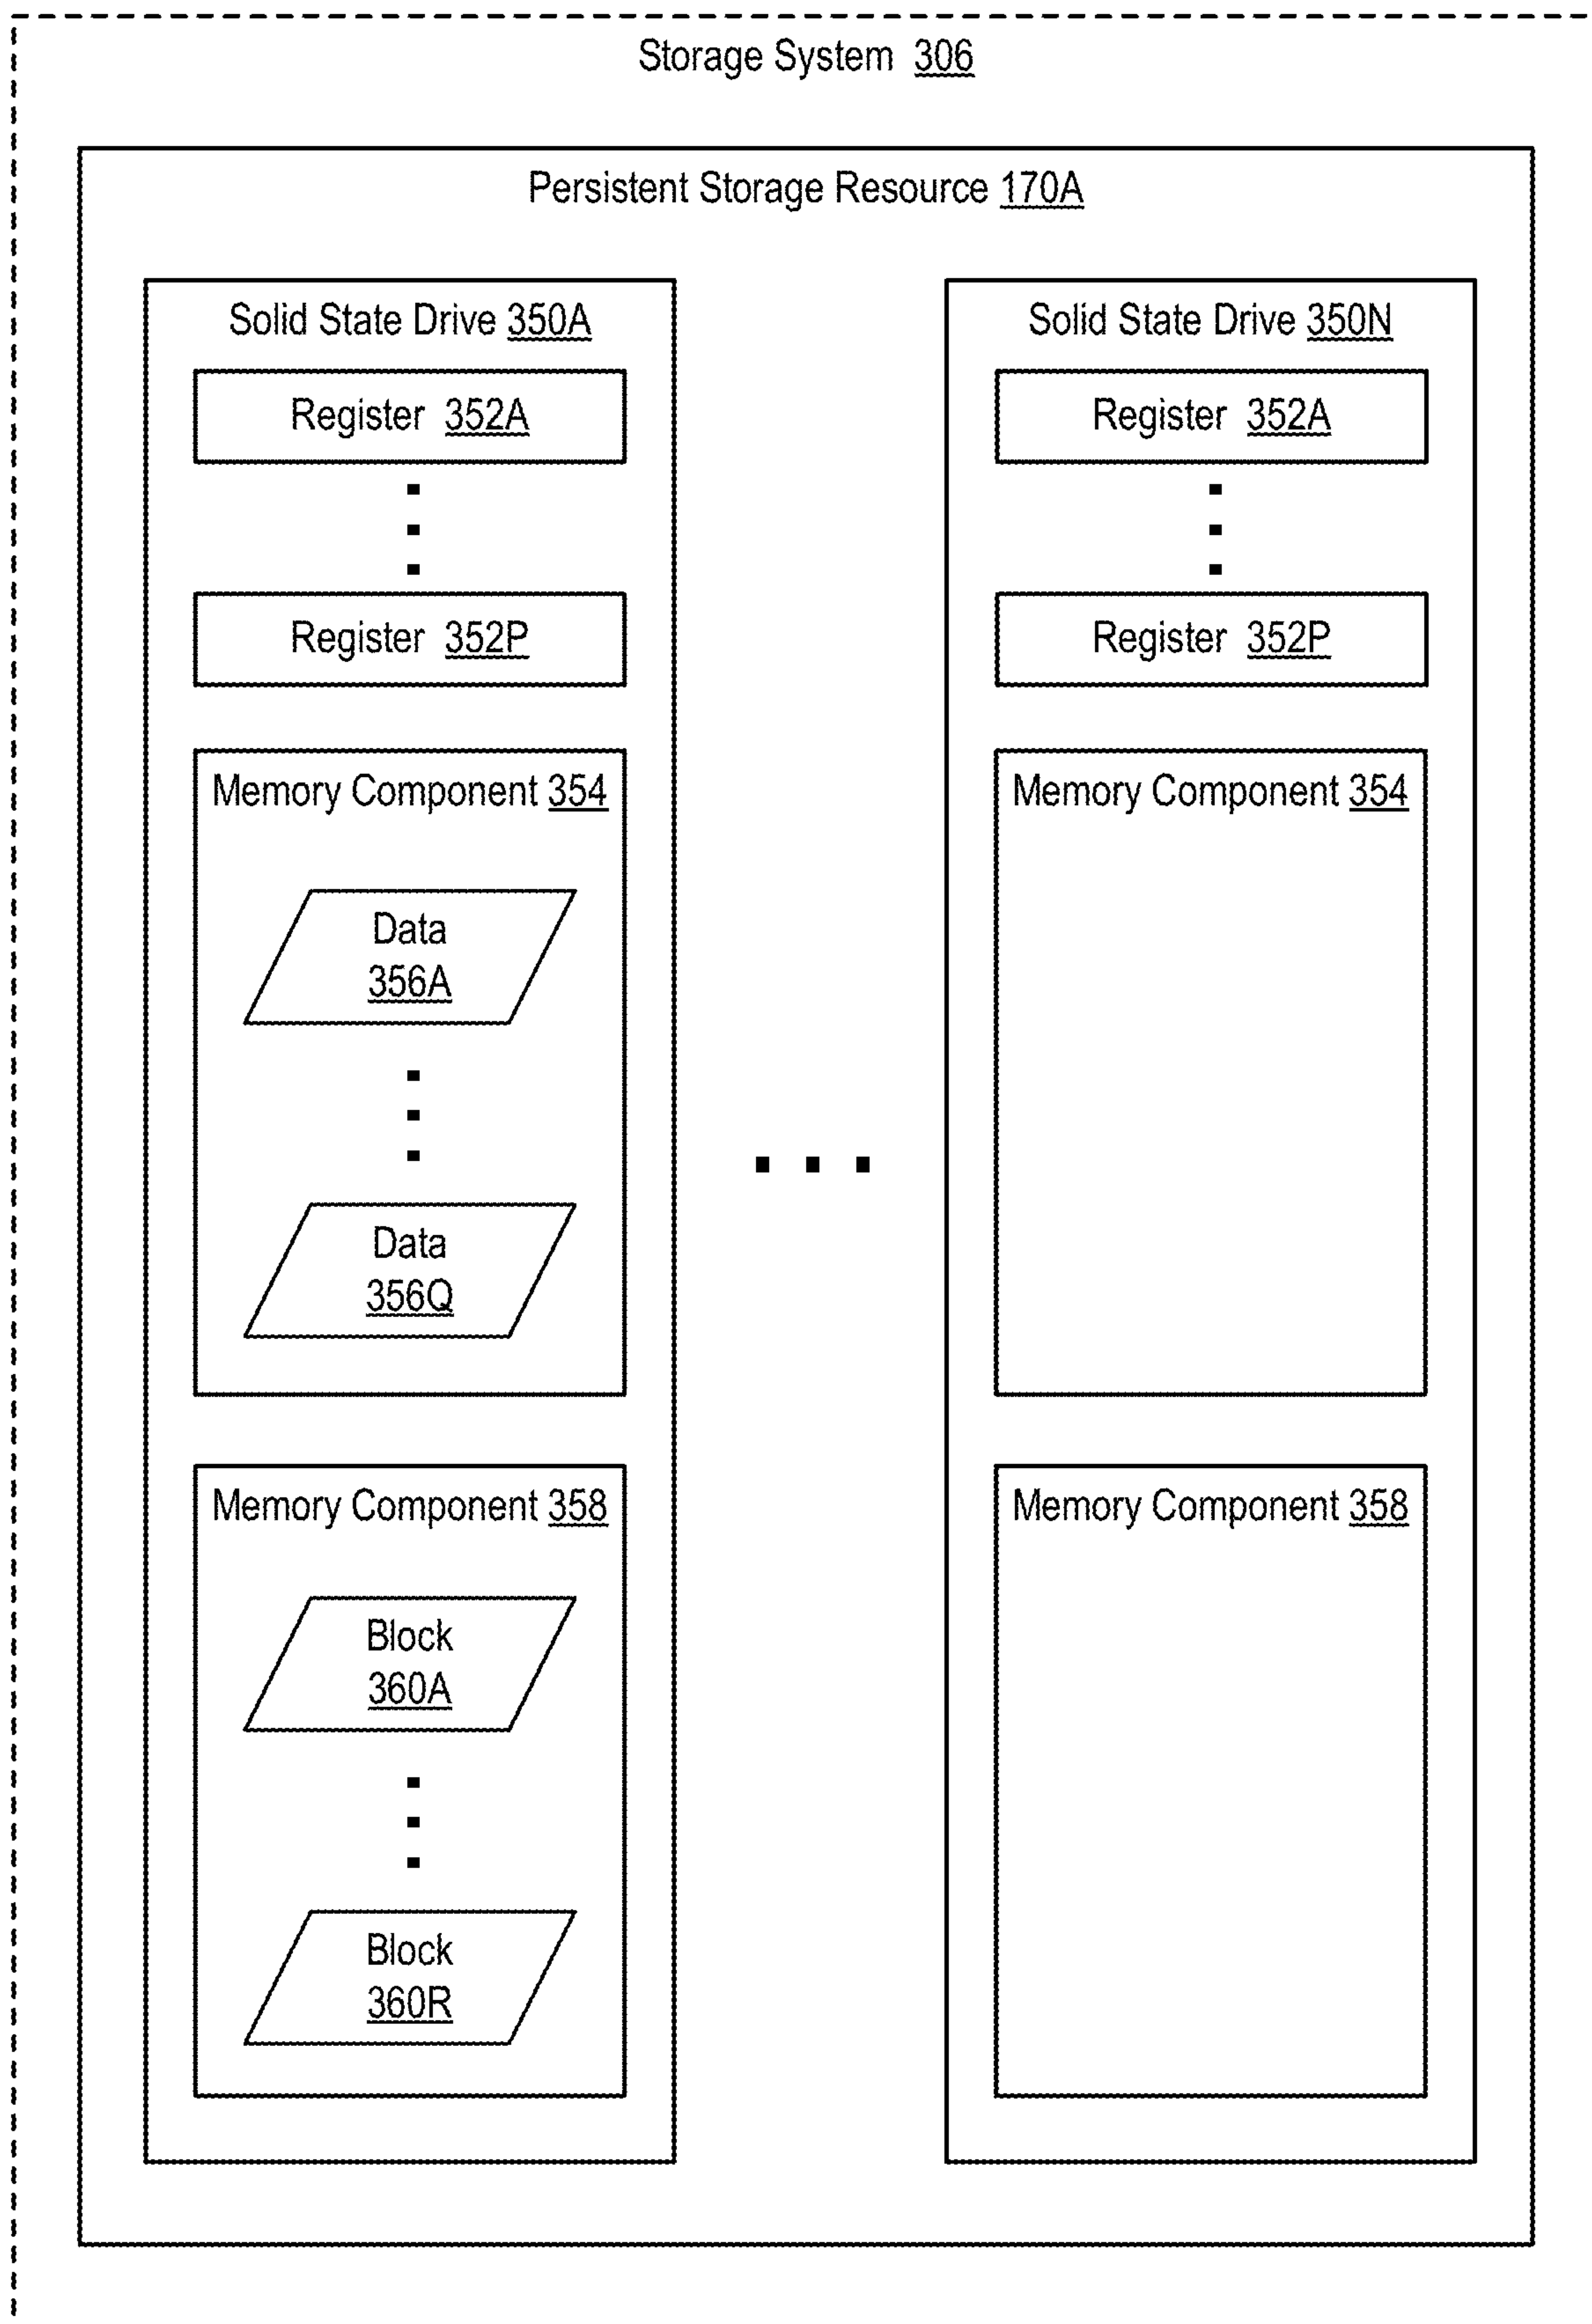 Storage System 306
Persistent Storage Resource 170A
Solid State Drive 350A
Register 352A
Register 352P
Memory Component 354
Data
356A
Data
356Q
Memory Component 358
Block
360A
Block
360R
Solid State Drive 350N
Register 352A
Register 352P
Memory Component 354
Memory Component 358